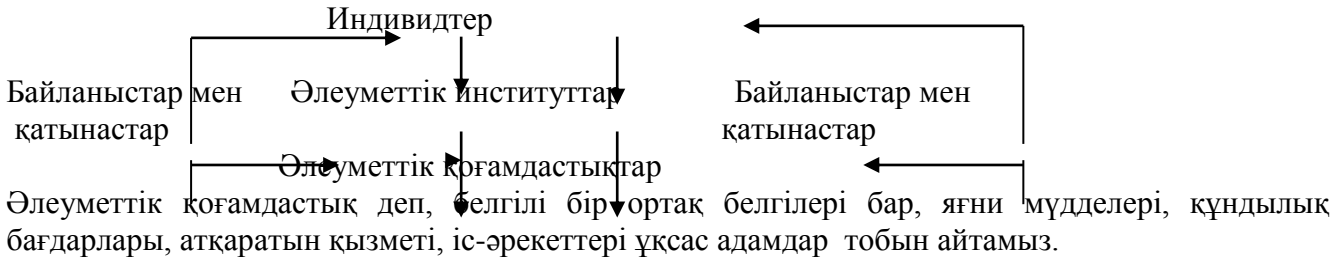 Индивидтер
Байланыстар мен Әлеуметтік институттар Байланыстар мен
қатынастар қатынастар
Әлеуметтік қоғамдастықтар
Әлеуметтік қоғамдастық деп, белгілі бір ортақ белгілері бар, яғни мүдделері, құндылық
бағдарлары, атқаратын қызметі, іс-әрекеттері ұқсас адамдар тобын айтамыз.